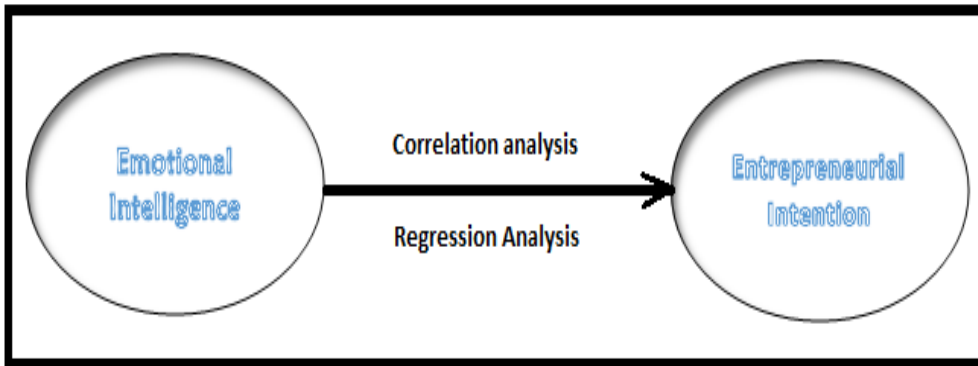 Emotional
Intelligence
Correlation analysis
Regression Analysis
Entrepreneurial
Intention